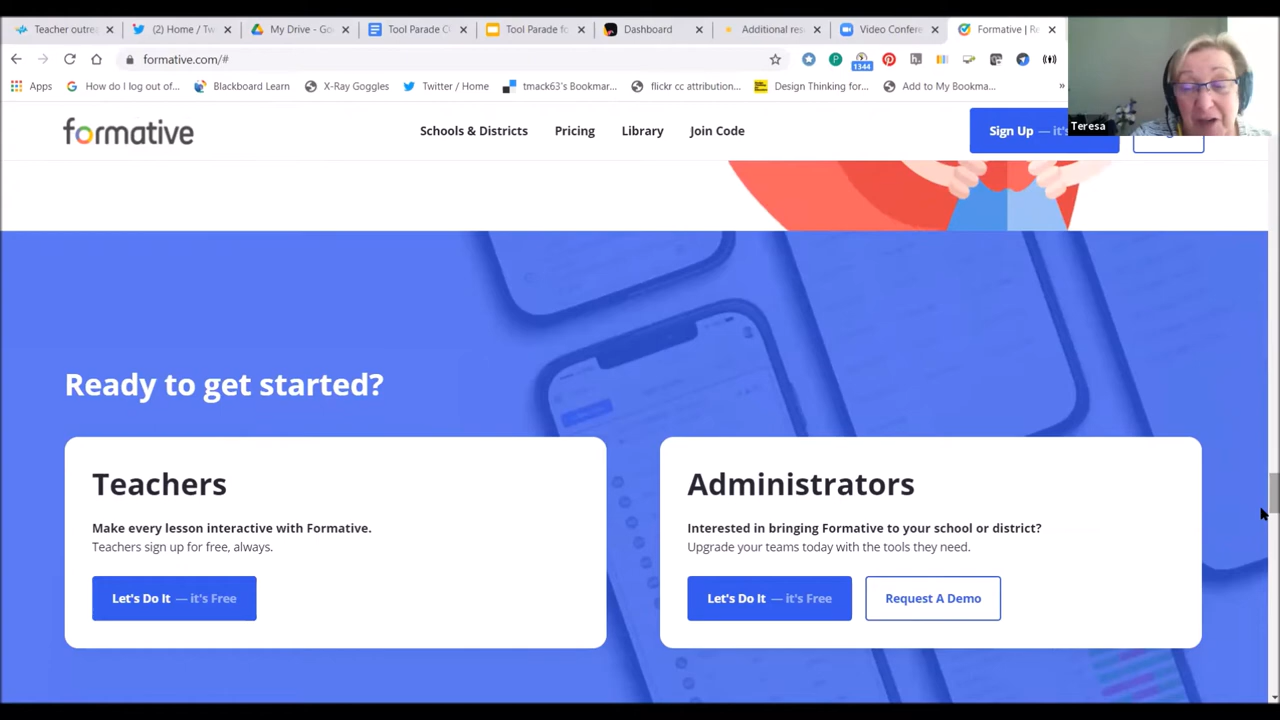 Teacher outre
(3) Home / Tw
My Drive - Go
Tool Parade
Tool Parade fo
Dashboard
Additional res
Video Confere
Formative | Re
formative.com/#
1344
Apps
How do I log out of...
Blackboard Learn
X-Ray Goggles
Twitter / Home
tmack63's Bookmar...
flickr cc attribution...
Design Thinking for...
Add to My Bookma...
»
formative
Schools & Districts
Pricing
Library
Join Code
Sign Up — it's
Teresa
Ready to get started?
Teachers
Make every lesson interactive with Formative.
Teachers sign up for free, always.
Let's Do It — it's Free
Administrators
Interested in bringing Formative to your school or district?
Upgrade your teams today with the tools they need.
Let's Do It — it's Free
Request A Demo